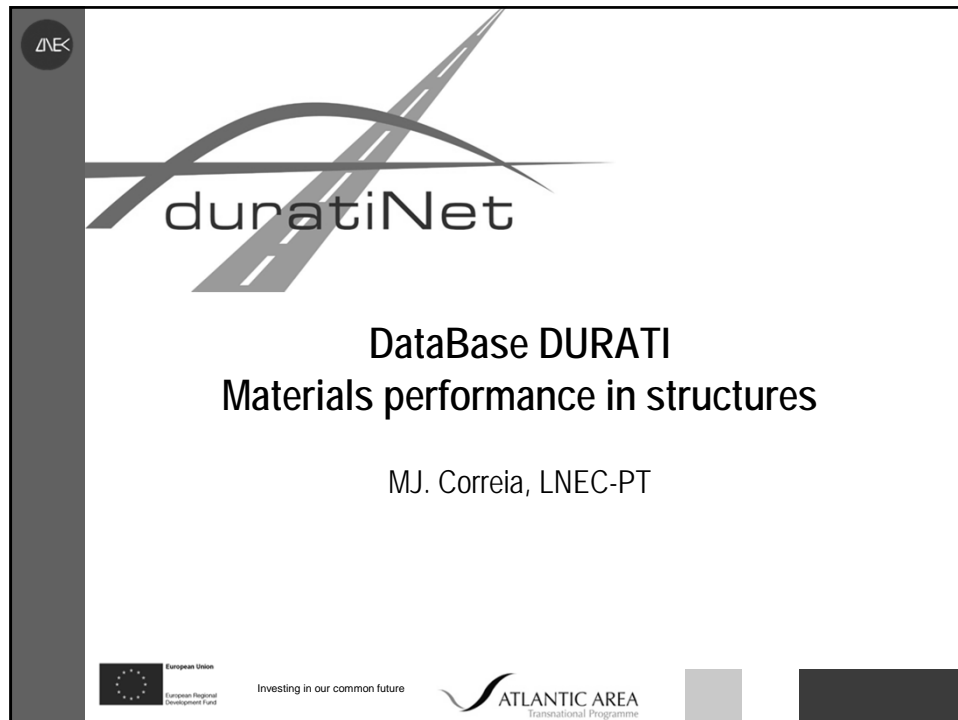 LNEC
duratiNet
DataBase DURATI
Materials performance in structures
MJ. Correia, LNEC-PT
European Union
European Regional
Development Fund
Investing in our common future
ATLANTIC AREA
Transnational Programme